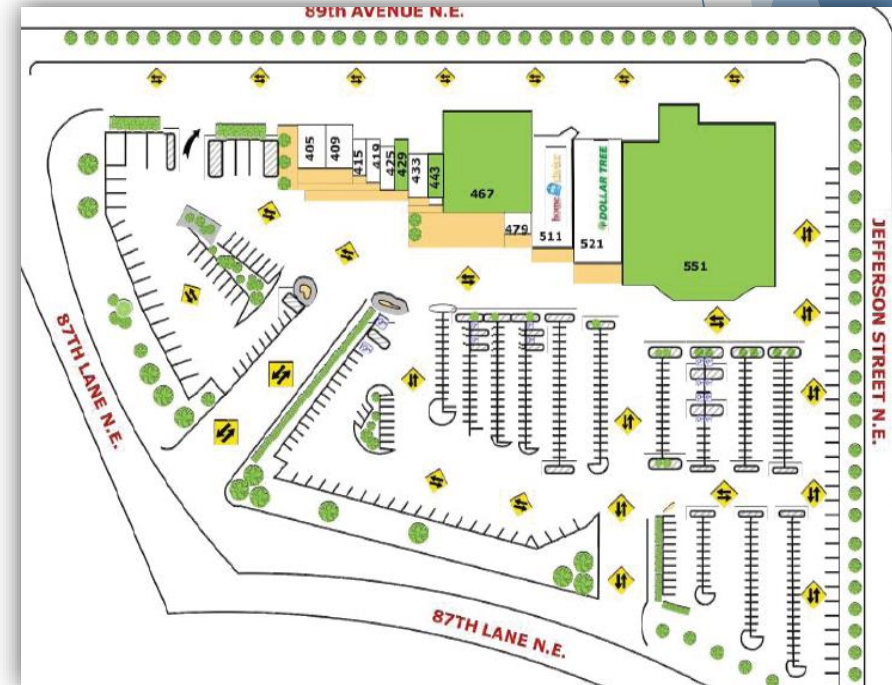 89th AVENUE N.E.
405
409
415
419
425
429
433
443
467
479
511
DOLLAR TREE
521
551
JEFFERSON STREET N.E.
87TH LANE N.E.
87TH LANE N.E.